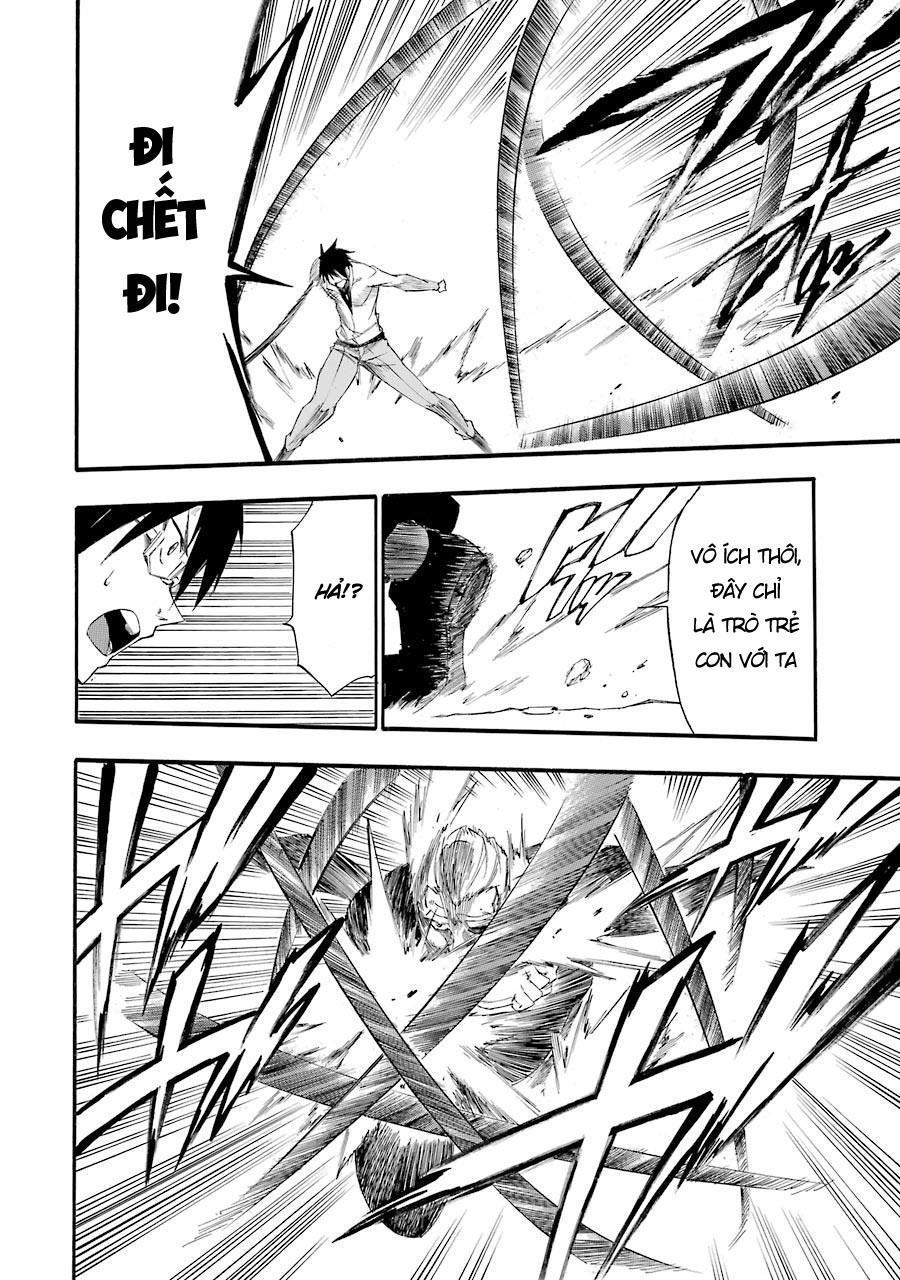 ĐI
CHẾT
ĐI!
VÔ ÍCH THÔI,
ĐÂY CHỈ
LÀ TRÒ TRẺ
CON VỚI TA
HẢ!?